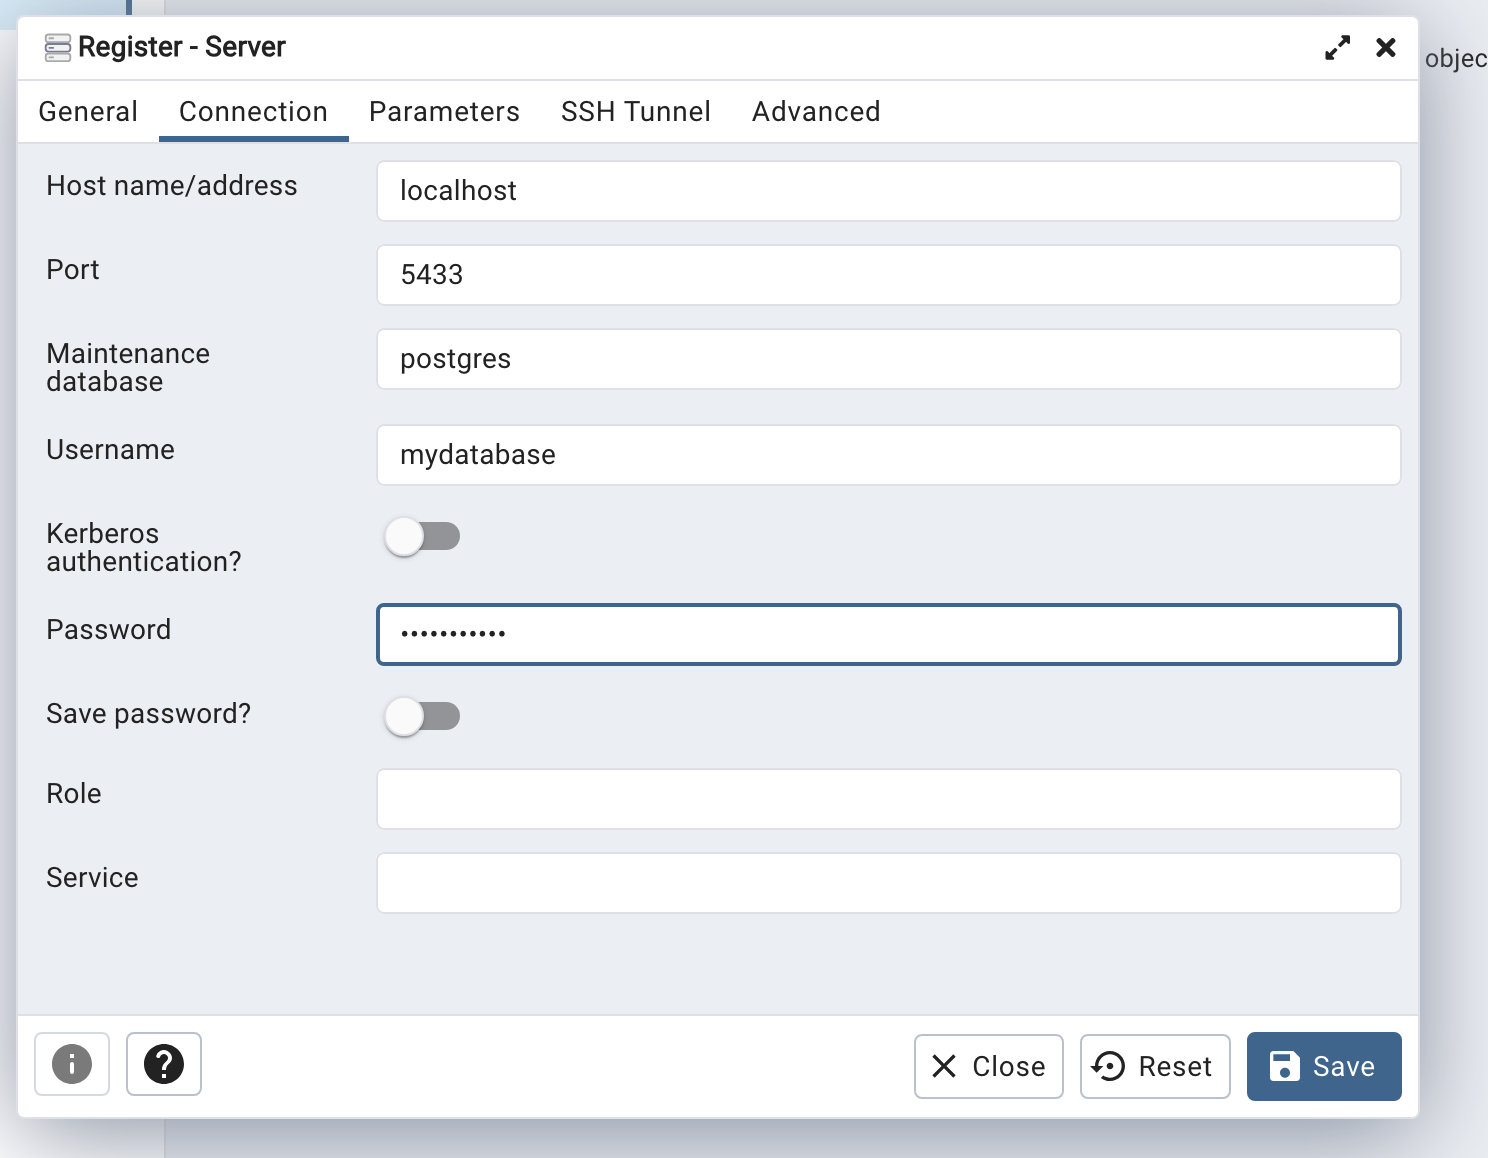 Register - Server
objec
General Connection Parameters SSH Tunnel Advanced
Host name/address localhost
Port 5433
Maintenance
database
postgres
Username mydatabase
Kerberos
authentication?
Password •••••••••••
Save password?
Role
Service
Close Reset Save